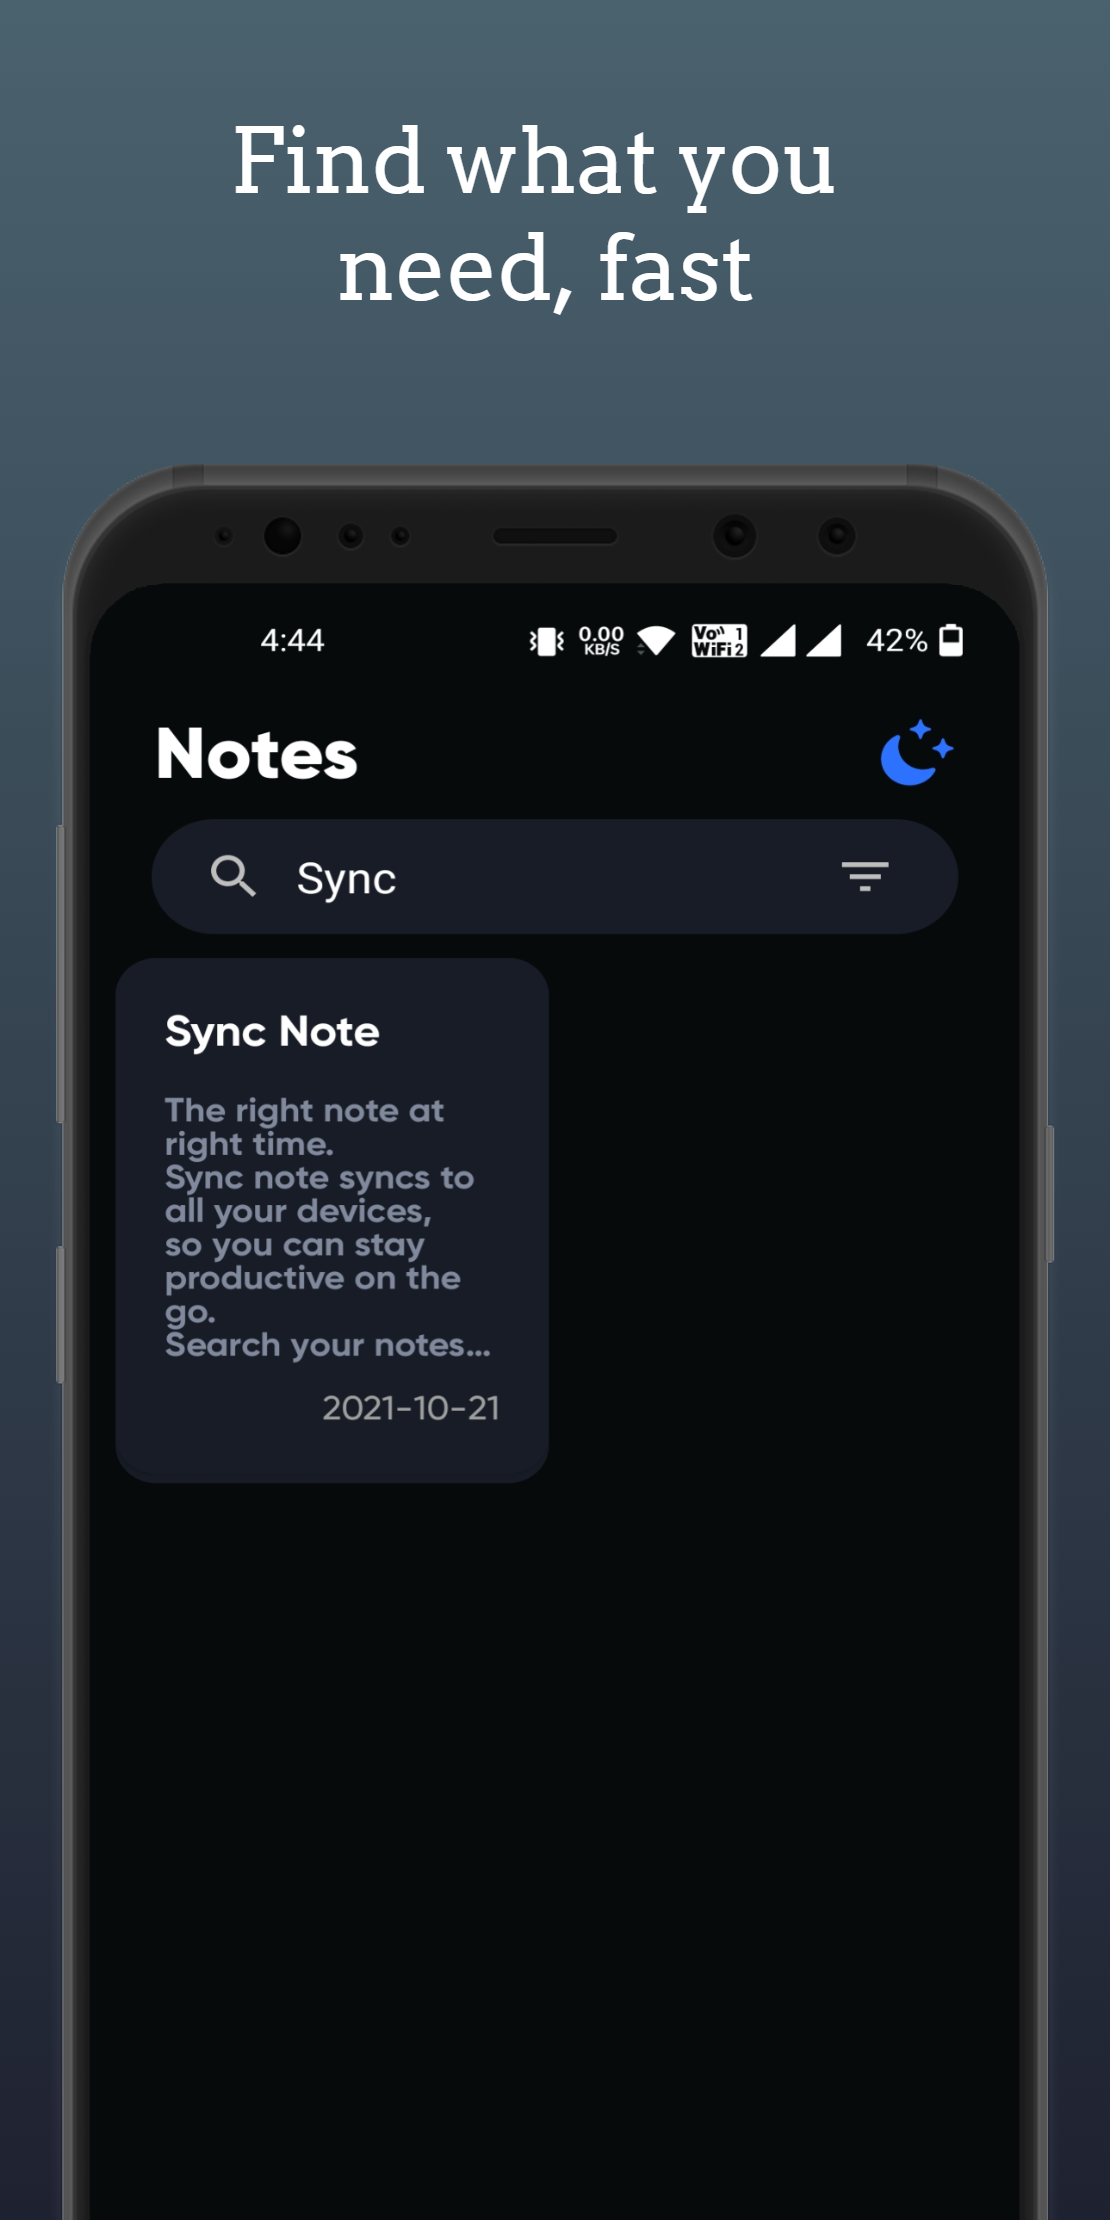 Find what you
need, fast
4:44
0.00
KB/S
Vo 1
WiFi 2
42%
Notes
Sync
Sync Note
The right note at
right time.
Sync note syncs to
all your devices,
so you can stay
productive on the
go.
Search your notes...
2021-10-21